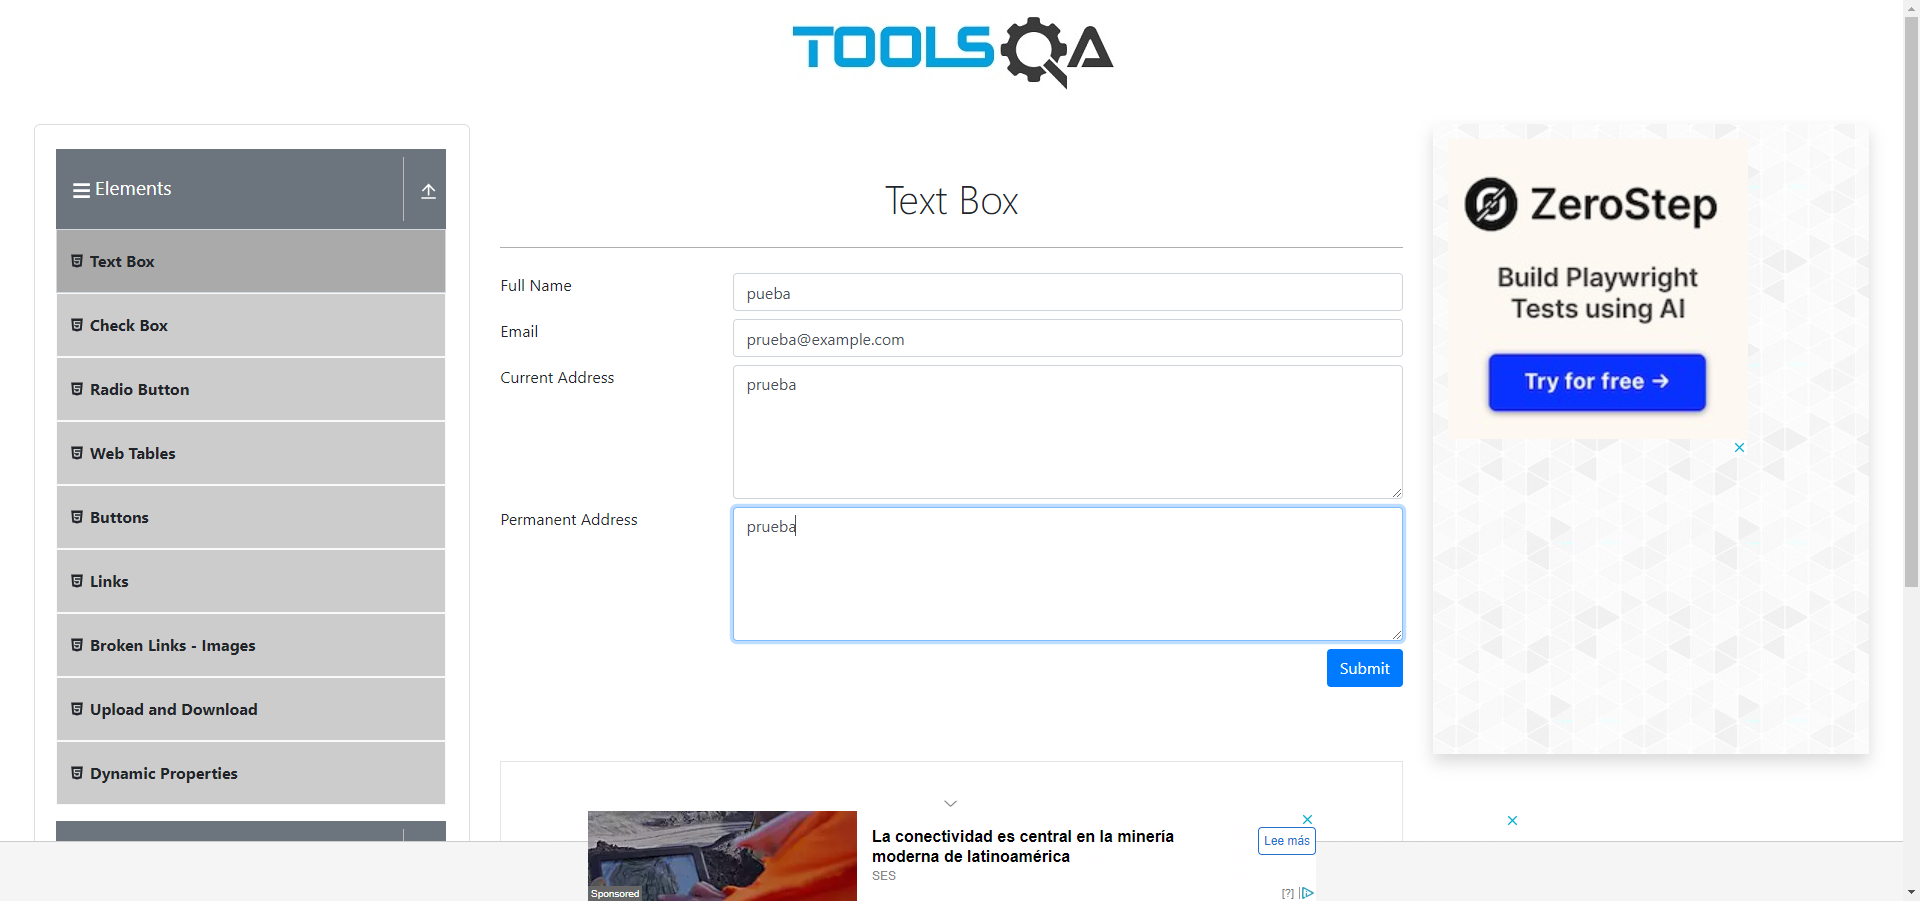 TOOLSQA
Elements
Text Box
Check Box
Radio Button
Web Tables
Buttons
Links
Broken Links - Images
Upload and Download
Dynamic Properties
Text Box
Full Name
pueba
Email
prueba@example.com
Current Address
prueba
Permanent Address
prueba
Submit
ZeroStep
Build Playwright
Tests using AI
Try for free →
La conectividad es central en la minería
moderna de latinoamérica
SES
Lee más
Sponsored
[?]